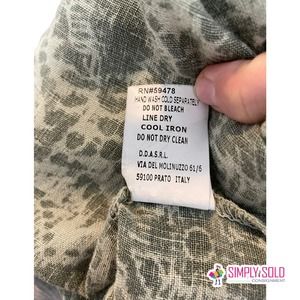 RN#59478
HAND WASH COLD SEPARATELY
DO NOT BLEACH
LINE DRY
COOL IRON
DO NOT DRY CLEAN
D.D.A.S.R.L.
VIA DEL MOLINUZZO 61/6
59100 PRATO ITALY
SIMPLY SOLD
CONSIGNMENT